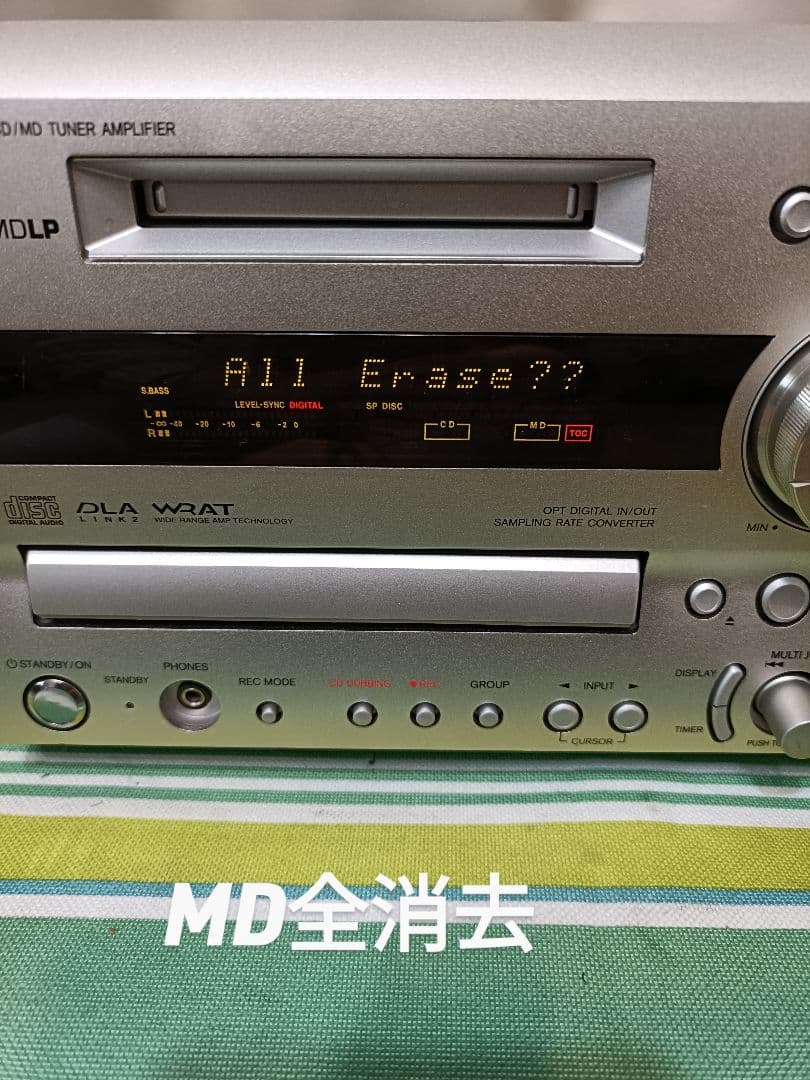 CD/MD TUNER AMPLIFIER
MDLP
All Erase??
S.BASS
LEVEL-SYNC DIGITAL SP DISC
L
-∞ -40 -20 -10 -6 -2 0
R
CD MD TOC
COMPACT
disc
DIGITAL AUDIO
DLA
LINK2
WRAT
WIDE RANGE AMP TECHNOLOGY
OPT DIGITAL IN/OUT
SAMPLING RATE CONVERTER
MIN
STANDBY/ON
STANDBY
PHONES
REC MODE
CD DUBBING
REC
GROUP
INPUT
CURSOR
DISPLAY
TIMER
MULTI J
PUSH TO
MD全消去